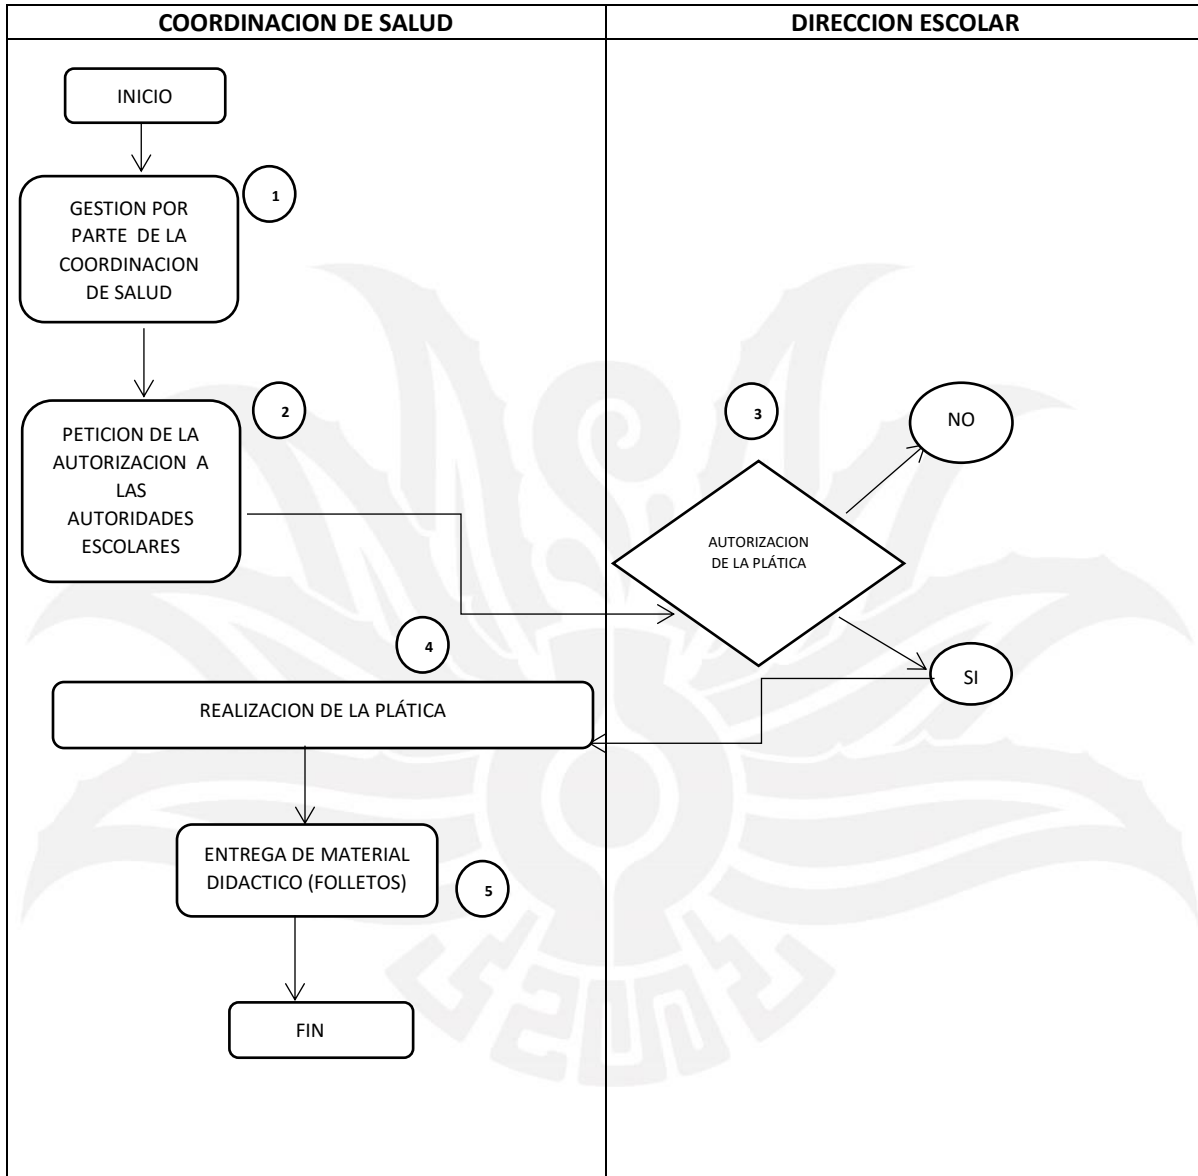 COORDINACION DE SALUD
DIRECCION ESCOLAR
INICIO
1
GESTION POR
PARTE DE LA
COORDINACION
DE SALUD
2
PETICION DE LA
AUTORIZACION A
LAS
AUTORIDADES
ESCOLARES
3
NO
AUTORIZACION
DE LA PLÁTICA
SI
4
REALIZACION DE LA PLÁTICA
ENTREGA DE MATERIAL
DIDACTICO (FOLLETOS)
5
FIN